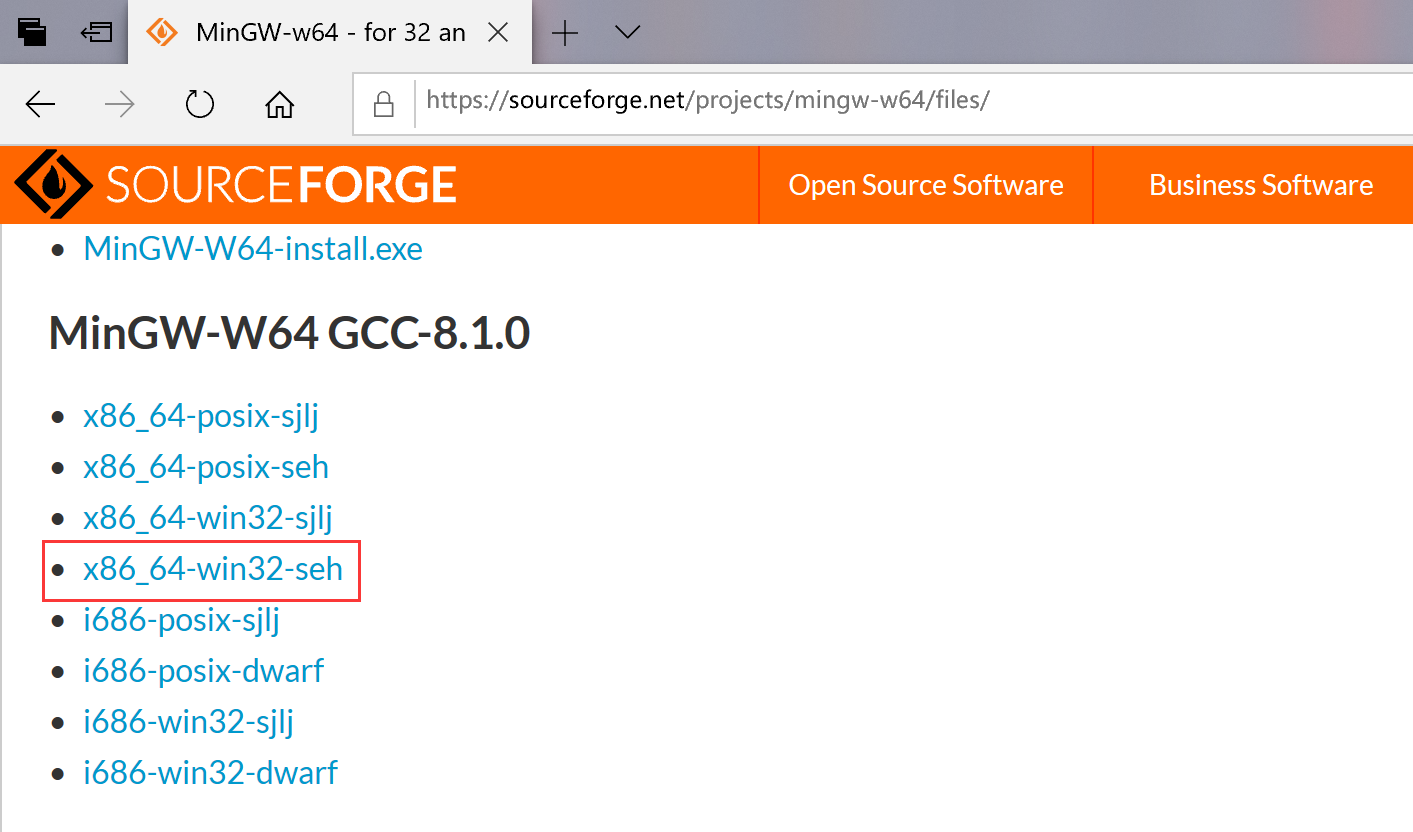 MinGW-w64 - for 32 an
https://sourceforge.net/projects/mingw-w64/files/
SOURCEFORGE
Open Source Software
Business Software
MinGW-W64-install.exe
MinGW-W64 GCC-8.1.0
x86_64-posix-sjlj
x86_64-posix-seh
x86_64-win32-sjlj
x86_64-win32-seh
i686-posix-sjlj
i686-posix-dwarf
i686-win32-sjlj
i686-win32-dwarf